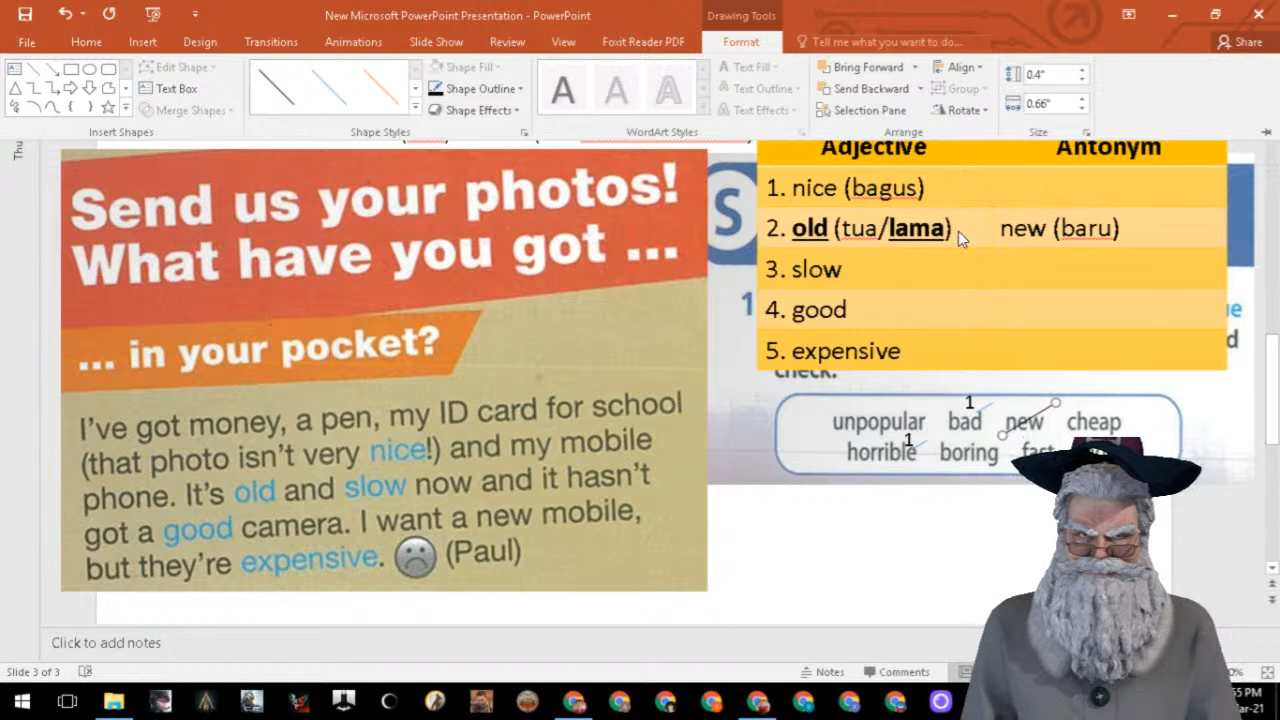 New Microsoft PowerPoint Presentation - PowerPoint
Drawing Tools
File Home Insert Design Transitions Animations Slide Show Review View Foxit Reader PDF Format Tell me what you want to do... Share
Edit Shape
Text Box
Merge Shapes
Insert Shapes
Shape Fill
Shape Outline
Shape Effects
Shape Styles
A A A
Text Fill
Text Outline
Text Effects
WordArt Styles
Bring Forward
Send Backward
Selection Pane
Align
Group
Rotate
Arrange
0.4"
0.66"
Size
Thu
Send us your photos!
What have you got ...
... in your pocket?
I've got money, a pen, my ID card for school
(that photo isn't very nice!) and my mobile
phone. It's old and slow now and it hasn't
got a good camera. I want a new mobile,
but they're expensive. (Paul)
S
Adjective Antonym
1. nice (bagus)
2. old (tua/lama) new (baru)
3. slow
4. good
5. expensive
1
check.
1
unpopular bad new cheap
1
horrible boring fast
Click to add notes
Slide 3 of 3
Notes Comments